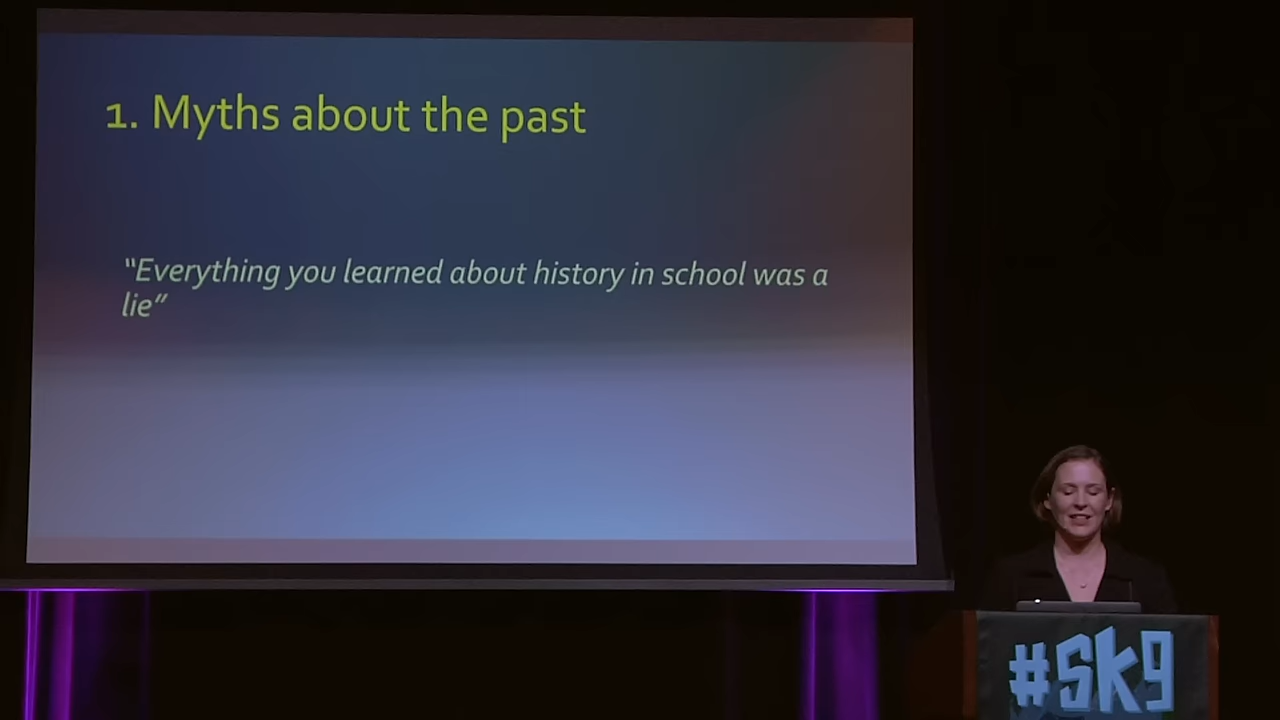 1. Myths about the past
“Everything you learned about history in school was a
lie”
#SK9